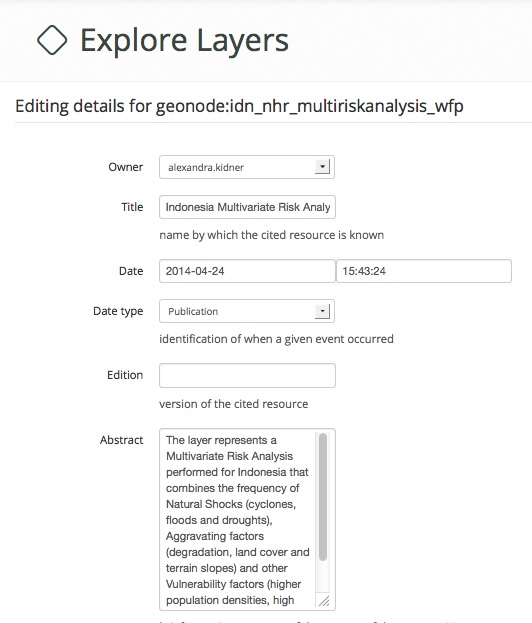 Explore Layers
Editing details for geonode:idn_nhr_multiriskanalysis_wfp
Owner alexandra.kidner
Title Indonesia Multivariate Risk Analy
name by which the cited resource is known
Date 2014-04-24 15:43:24
Date type Publication
identification of when a given event occurred
Edition
version of the cited resource
Abstract The layer represents a
Multivariate Risk Analysis
performed for Indonesia that
combines the frequency of
Natural Shocks (cyclones,
floods and droughts),
Aggravating factors
(degradation, land cover and
terrain slopes) and other
Vulnerability factors (higher
population densities, high